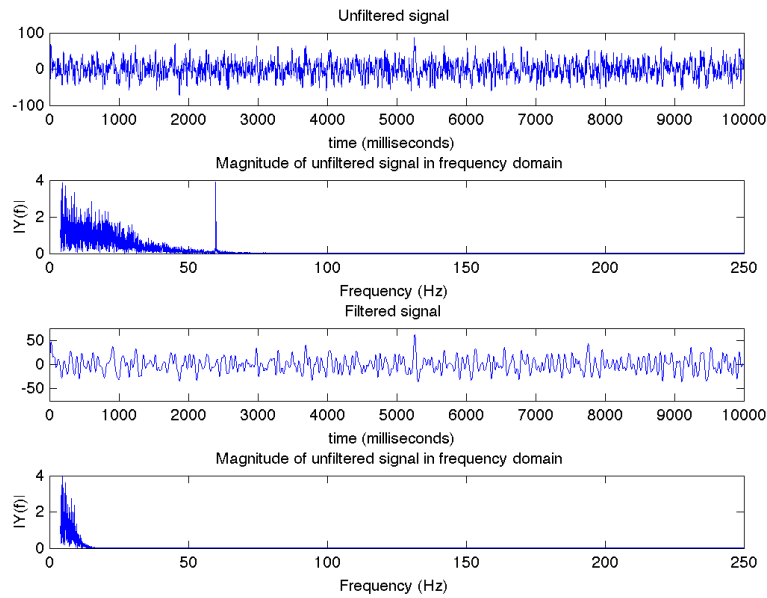 Unfiltered signal
100
0
-100
0 1000 2000 3000 4000 5000 6000 7000 8000 9000 10000
time (milliseconds)
Magnitude of unfiltered signal in frequency domain
4
2
0
|Y(f)|
0 50 100 150 200 250
Frequency (Hz)
Filtered signal
50
0
-50
0 1000 2000 3000 4000 5000 6000 7000 8000 9000 10000
time (milliseconds)
Magnitude of unfiltered signal in frequency domain
4
2
0
|Y(f)|
0 50 100 150 200 250
Frequency (Hz)